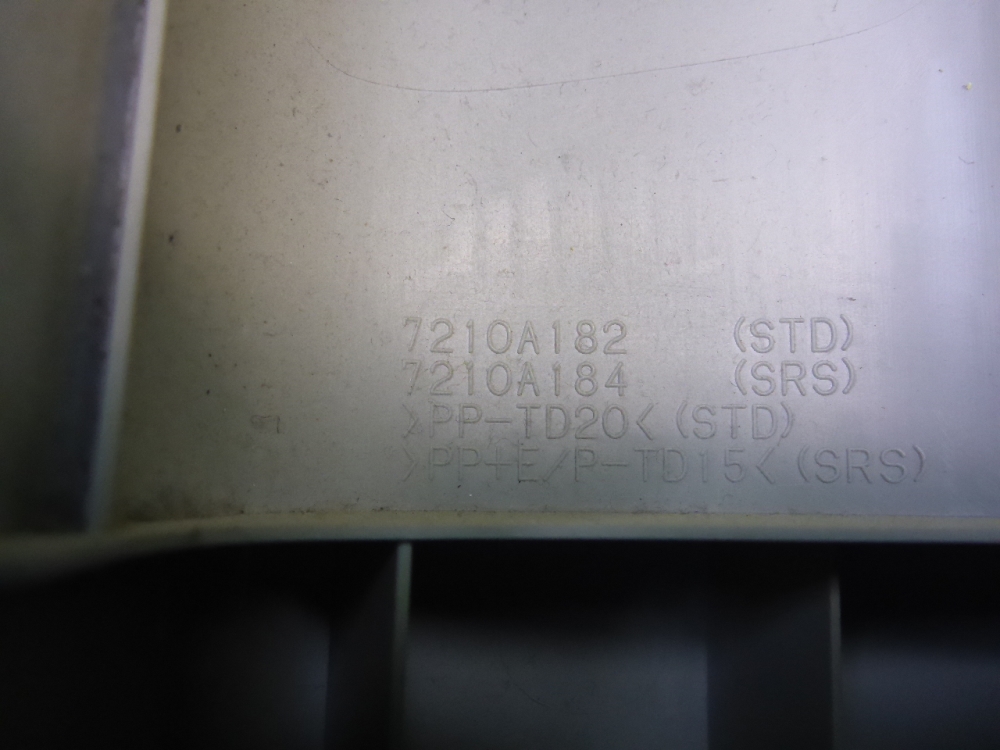 7210A182 (STD)
7210A184 (SRS)
>PP-TD20< (STD)
>PP+E/P-TD15< (SRS)